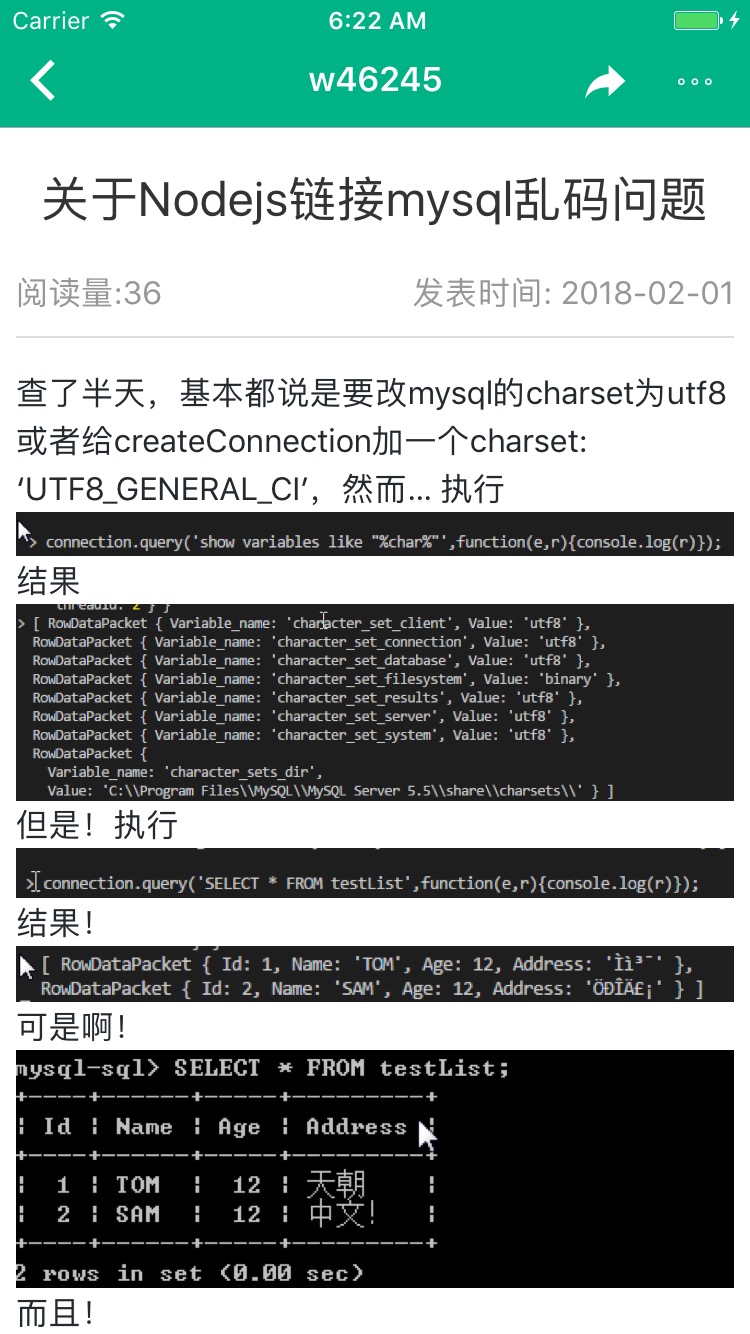 Carrier 6:22 AM
w46245
关于Nodejs链接mysql乱码问题
阅读量:36 发表时间: 2018-02-01
查了半天，基本都说是要改mysql的charset为utf8
或者给createConnection加一个charset:
‘UTF8_GENERAL_CI’，然而... 执行
> connection.query('show variables like "%char%"',function(e,r){console.log(r)});
结果
threadId: 2 } }
> [ RowDataPacket { Variable_name: 'character_set_client', Value: 'utf8' },
RowDataPacket { Variable_name: 'character_set_connection', Value: 'utf8' },
RowDataPacket { Variable_name: 'character_set_database', Value: 'utf8' },
RowDataPacket { Variable_name: 'character_set_filesystem', Value: 'binary' },
RowDataPacket { Variable_name: 'character_set_results', Value: 'utf8' },
RowDataPacket { Variable_name: 'character_set_server', Value: 'utf8' },
RowDataPacket { Variable_name: 'character_set_system', Value: 'utf8' },
RowDataPacket {
Variable_name: 'character_sets_dir',
Value: 'C:\\Program Files\\MySQL\\MySQL Server 5.5\\share\\charsets\\' } ]
但是！执行
> connection.query('SELECT * FROM testList',function(e,r){console.log(r)});
结果！
[ RowDataPacket { Id: 1, Name: 'TOM', Age: 12, Address: 'Ìì³¯' },
RowDataPacket { Id: 2, Name: 'SAM', Age: 12, Address: 'ÖÐÎÄ£¡' } ]
可是啊！
mysql-sql> SELECT * FROM testList;
+----+------+-----+---------+
| Id | Name | Age | Address |
+----+------+-----+---------+
| 1 | TOM | 12 | 天朝 |
| 2 | SAM | 12 | 中文！ |
+----+------+-----+---------+
2 rows in set (0.00 sec)
而且！